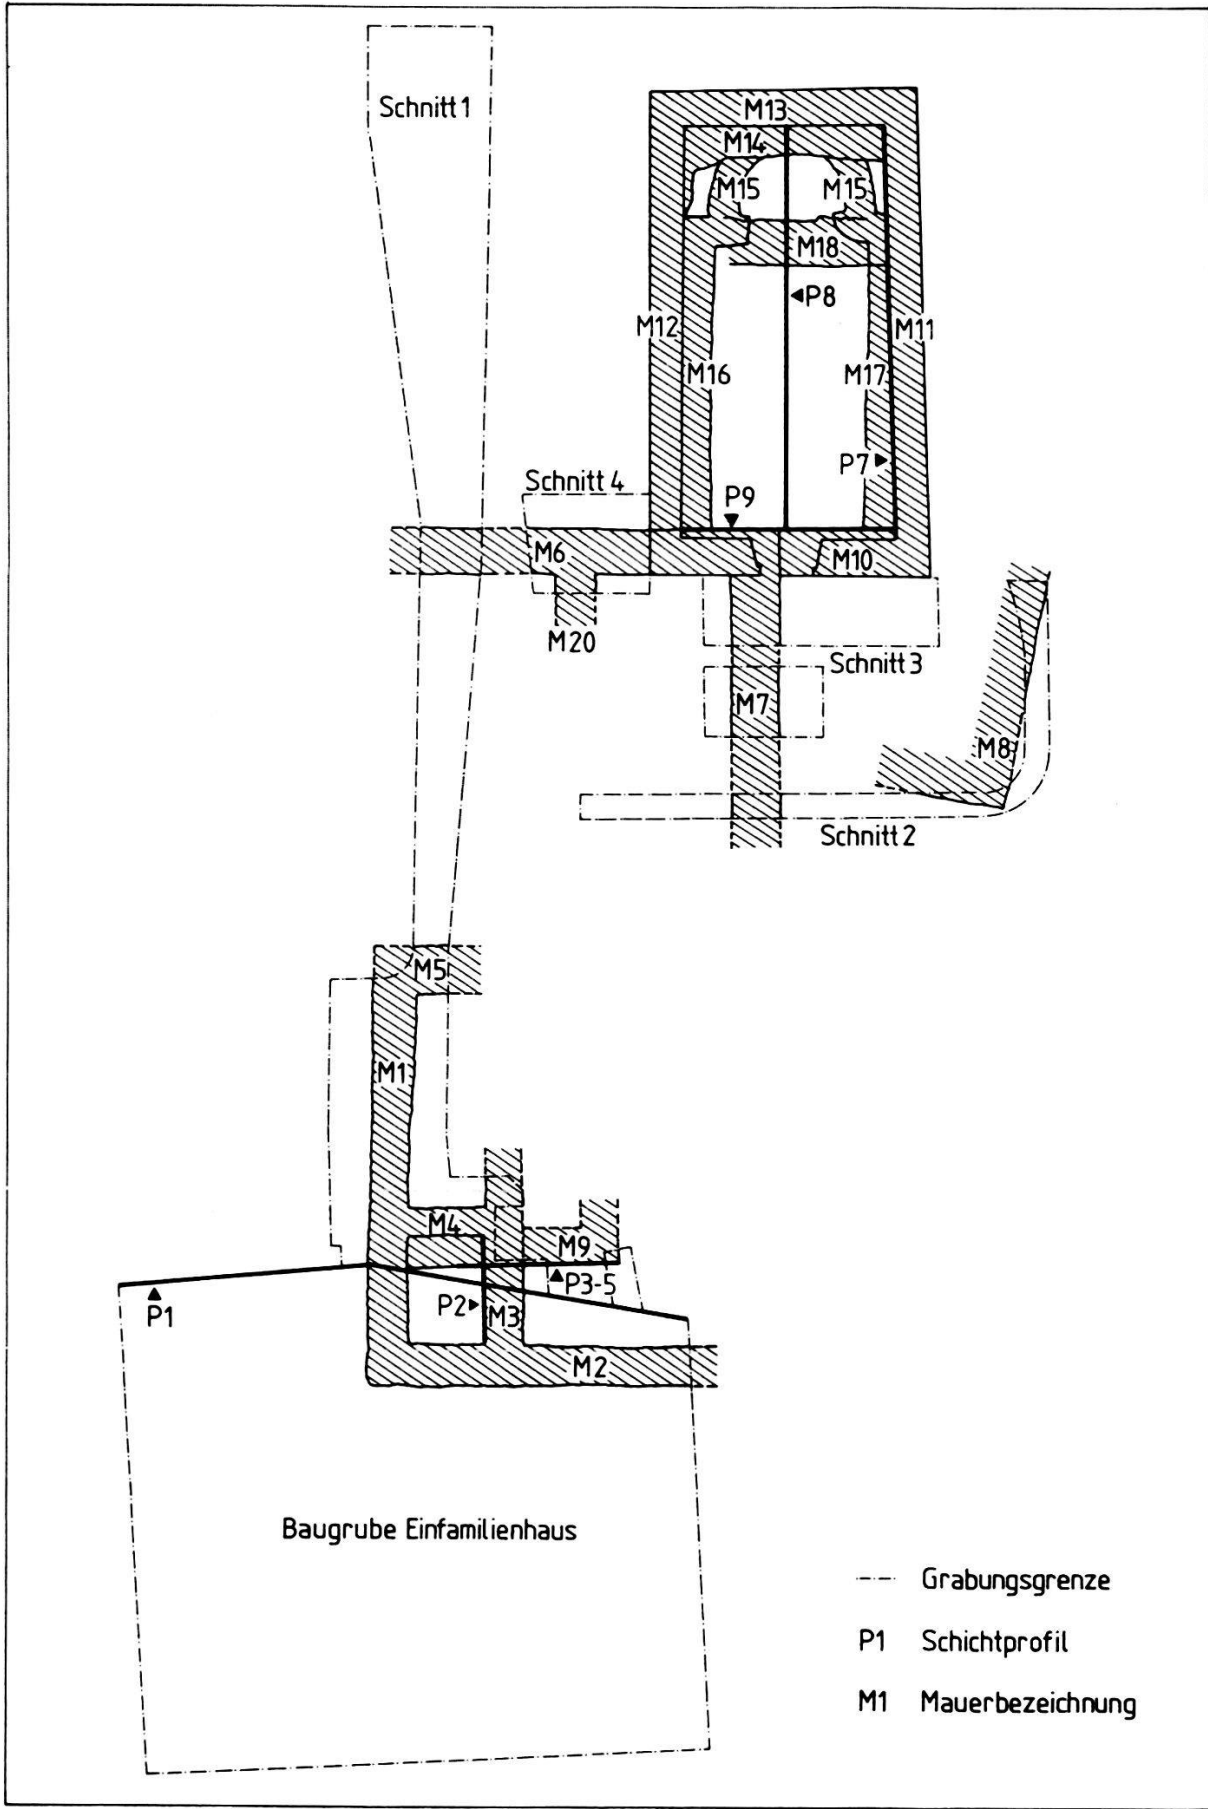 Schnitt 1
M13
M14
M15
M15
M18
P8
M12
M11
M16
M17
P7
Schnitt 4
P9
M6
M10
M20
Schnitt 3
M7
M8
Schnitt 2
M5
M1
M4
M9
P3-5
P1
P2
M3
M2
Baugrube Einfamilienhaus
Grabungsgrenze
P1 Schichtprofil
M1 Mauerbezeichnung